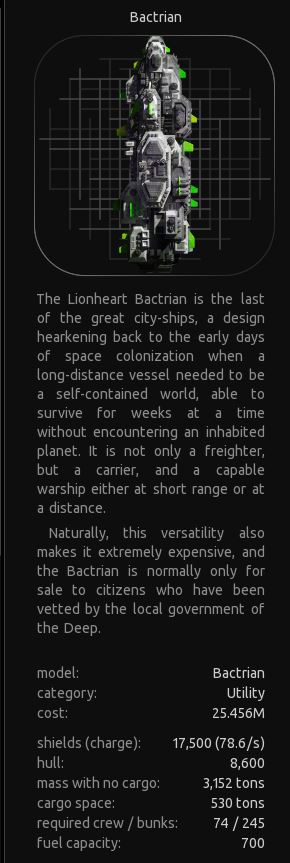 Bactrian
The Lionheart Bactrian is the last
of the great city-ships, a design
hearkening back to the early days
of space colonization when a
long-distance vessel needed to be
a self-contained world, able to
survive for weeks at a time
without encountering an inhabited
planet. It is not only a freighter,
but a carrier, and a capable
warship either at short range or at
a distance.
Naturally, this versatility also
makes it extremely expensive, and
the Bactrian is normally only for
sale to citizens who have been
vetted by the local government of
the Deep.
model: Bactrian
category: Utility
cost: 25.456M
shields (charge): 17,500 (78.6/s)
hull: 8,600
mass with no cargo: 3,152 tons
cargo space: 530 tons
required crew / bunks: 74 / 245
fuel capacity: 700